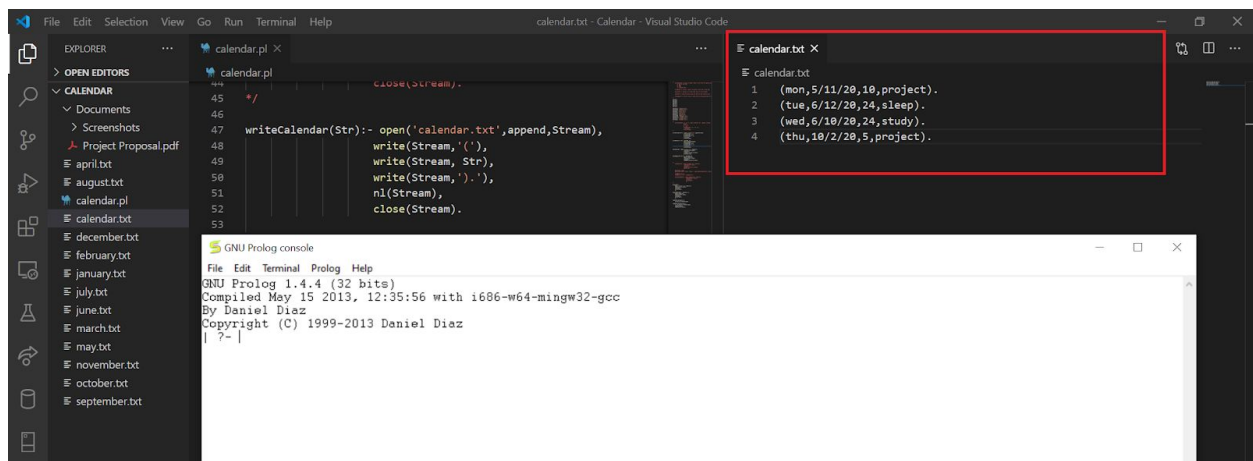 File Edit Selection View Go Run Terminal Help
calendar.txt - Calendar - Visual Studio Code
EXPLORER
OPEN EDITORS
CALENDAR
Documents
Screenshots
Project Proposal.pdf
april.txt
august.txt
calendar.pl
calendar.txt
december.txt
february.txt
january.txt
july.txt
june.txt
march.txt
may.txt
november.txt
october.txt
september.txt
calendar.pl
calendar.pl
44 close(Stream).
45 */
46
47 writeCalendar(Str):- open('calendar.txt',append,Stream),
48 write(Stream,'('),
49 write(Stream, Str),
50 write(Stream,').'),
51 nl(Stream),
52 close(Stream).
53
calendar.txt
calendar.txt
1 (mon,5/11/20,10,project).
2 (tue,6/12/20,24,sleep).
3 (wed,6/10/20,24,study).
4 (thu,10/2/20,5,project).
GNU Prolog console
File Edit Terminal Prolog Help
GNU Prolog 1.4.4 (32 bits)
Compiled May 15 2013, 12:35:56 with i686-w64-mingw32-gcc
By Daniel Diaz
Copyright (C) 1999-2013 Daniel Diaz
| ?-